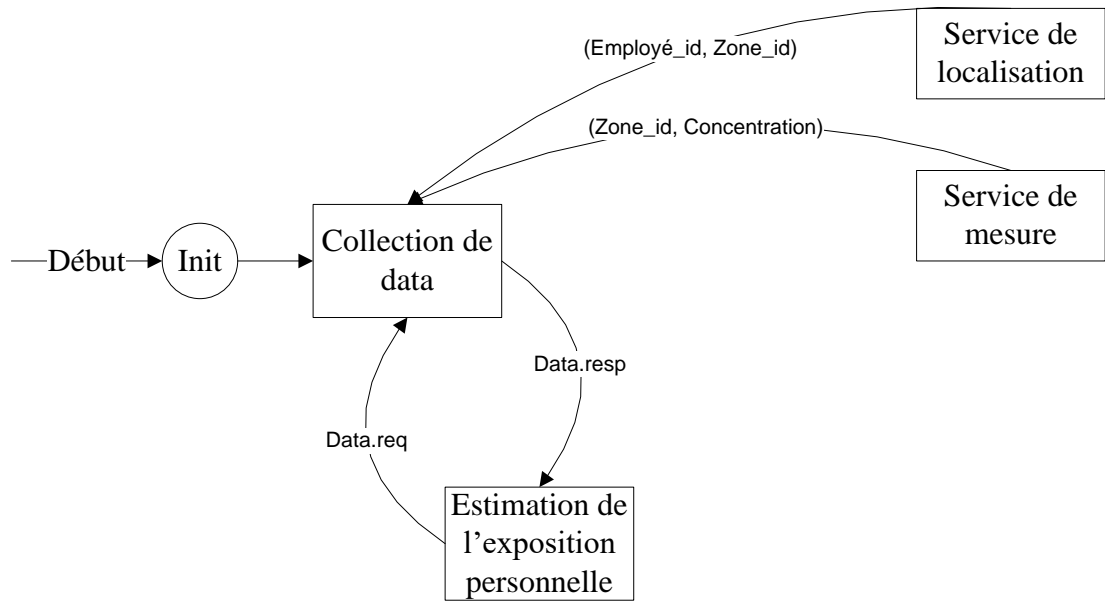 (Employé_id, Zone_id)
Service de
localisation
(Zone_id, Concentration)
Service de
mesure
Début
Init
Collection de
data
Data.resp
Data.req
Estimation de
l’exposition
personnelle